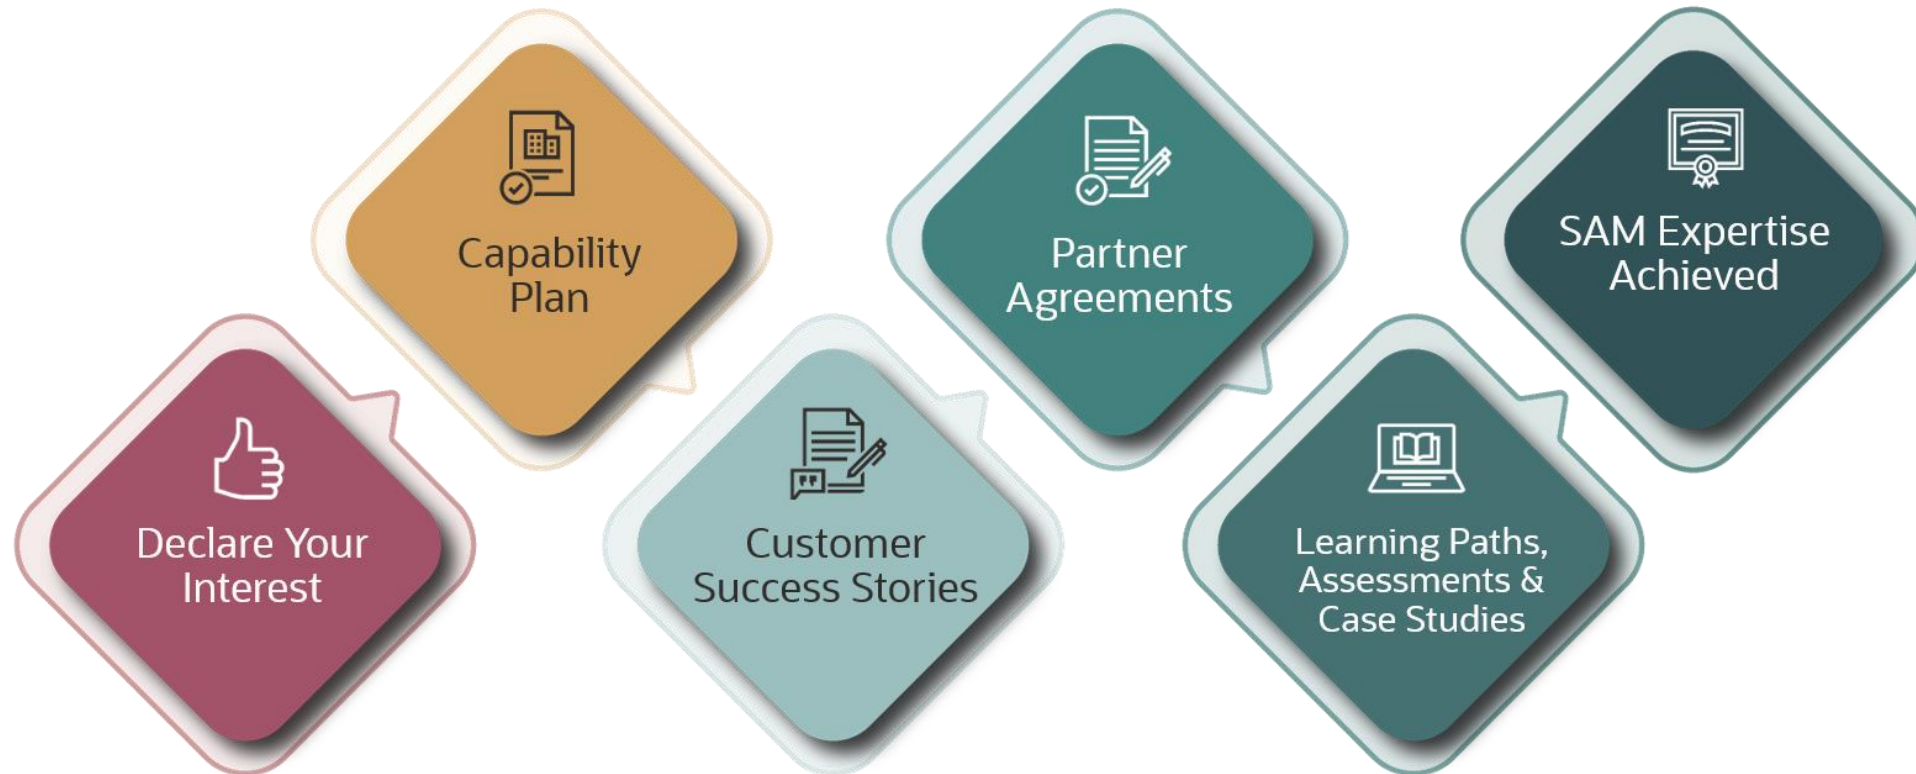 Declare Your
Interest
Capability
Plan
Customer
Success Stories
Partner
Agreements
Learning Paths,
Assessments &
Case Studies
SAM Expertise
Achieved